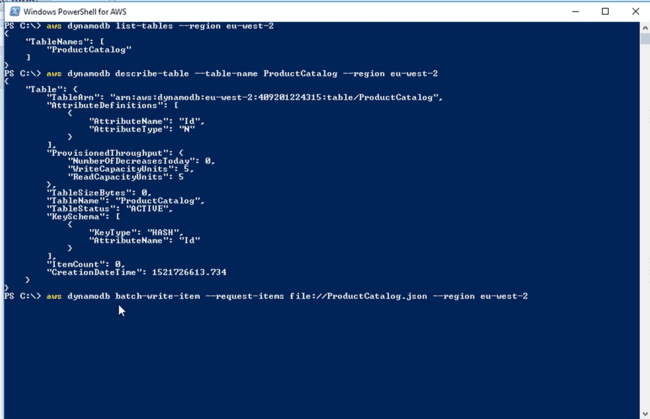 Windows PowerShell for AWS
PS C:\> aws dynamodb list-tables --region eu-west-2
{
"TableNames": [
"ProductCatalog"
]
}
PS C:\> aws dynamodb describe-table --table-name ProductCatalog --region eu-west-2
{
"Table": {
"TableArn": "arn:aws:dynamodb:eu-west-2:409201224315:table/ProductCatalog",
"AttributeDefinitions": [
{
"AttributeName": "Id",
"AttributeType": "N"
}
],
"ProvisionedThroughput": {
"NumberOfDecreasesToday": 0,
"WriteCapacityUnits": 5,
"ReadCapacityUnits": 5
},
"TableSizeBytes": 0,
"TableName": "ProductCatalog",
"TableStatus": "ACTIVE",
"KeySchema": [
{
"KeyType": "HASH",
"AttributeName": "Id"
}
],
"ItemCount": 0,
"CreationDateTime": 1521726613.734
}
}
PS C:\> aws dynamodb batch-write-item --request-items file://ProductCatalog.json --region eu-west-2